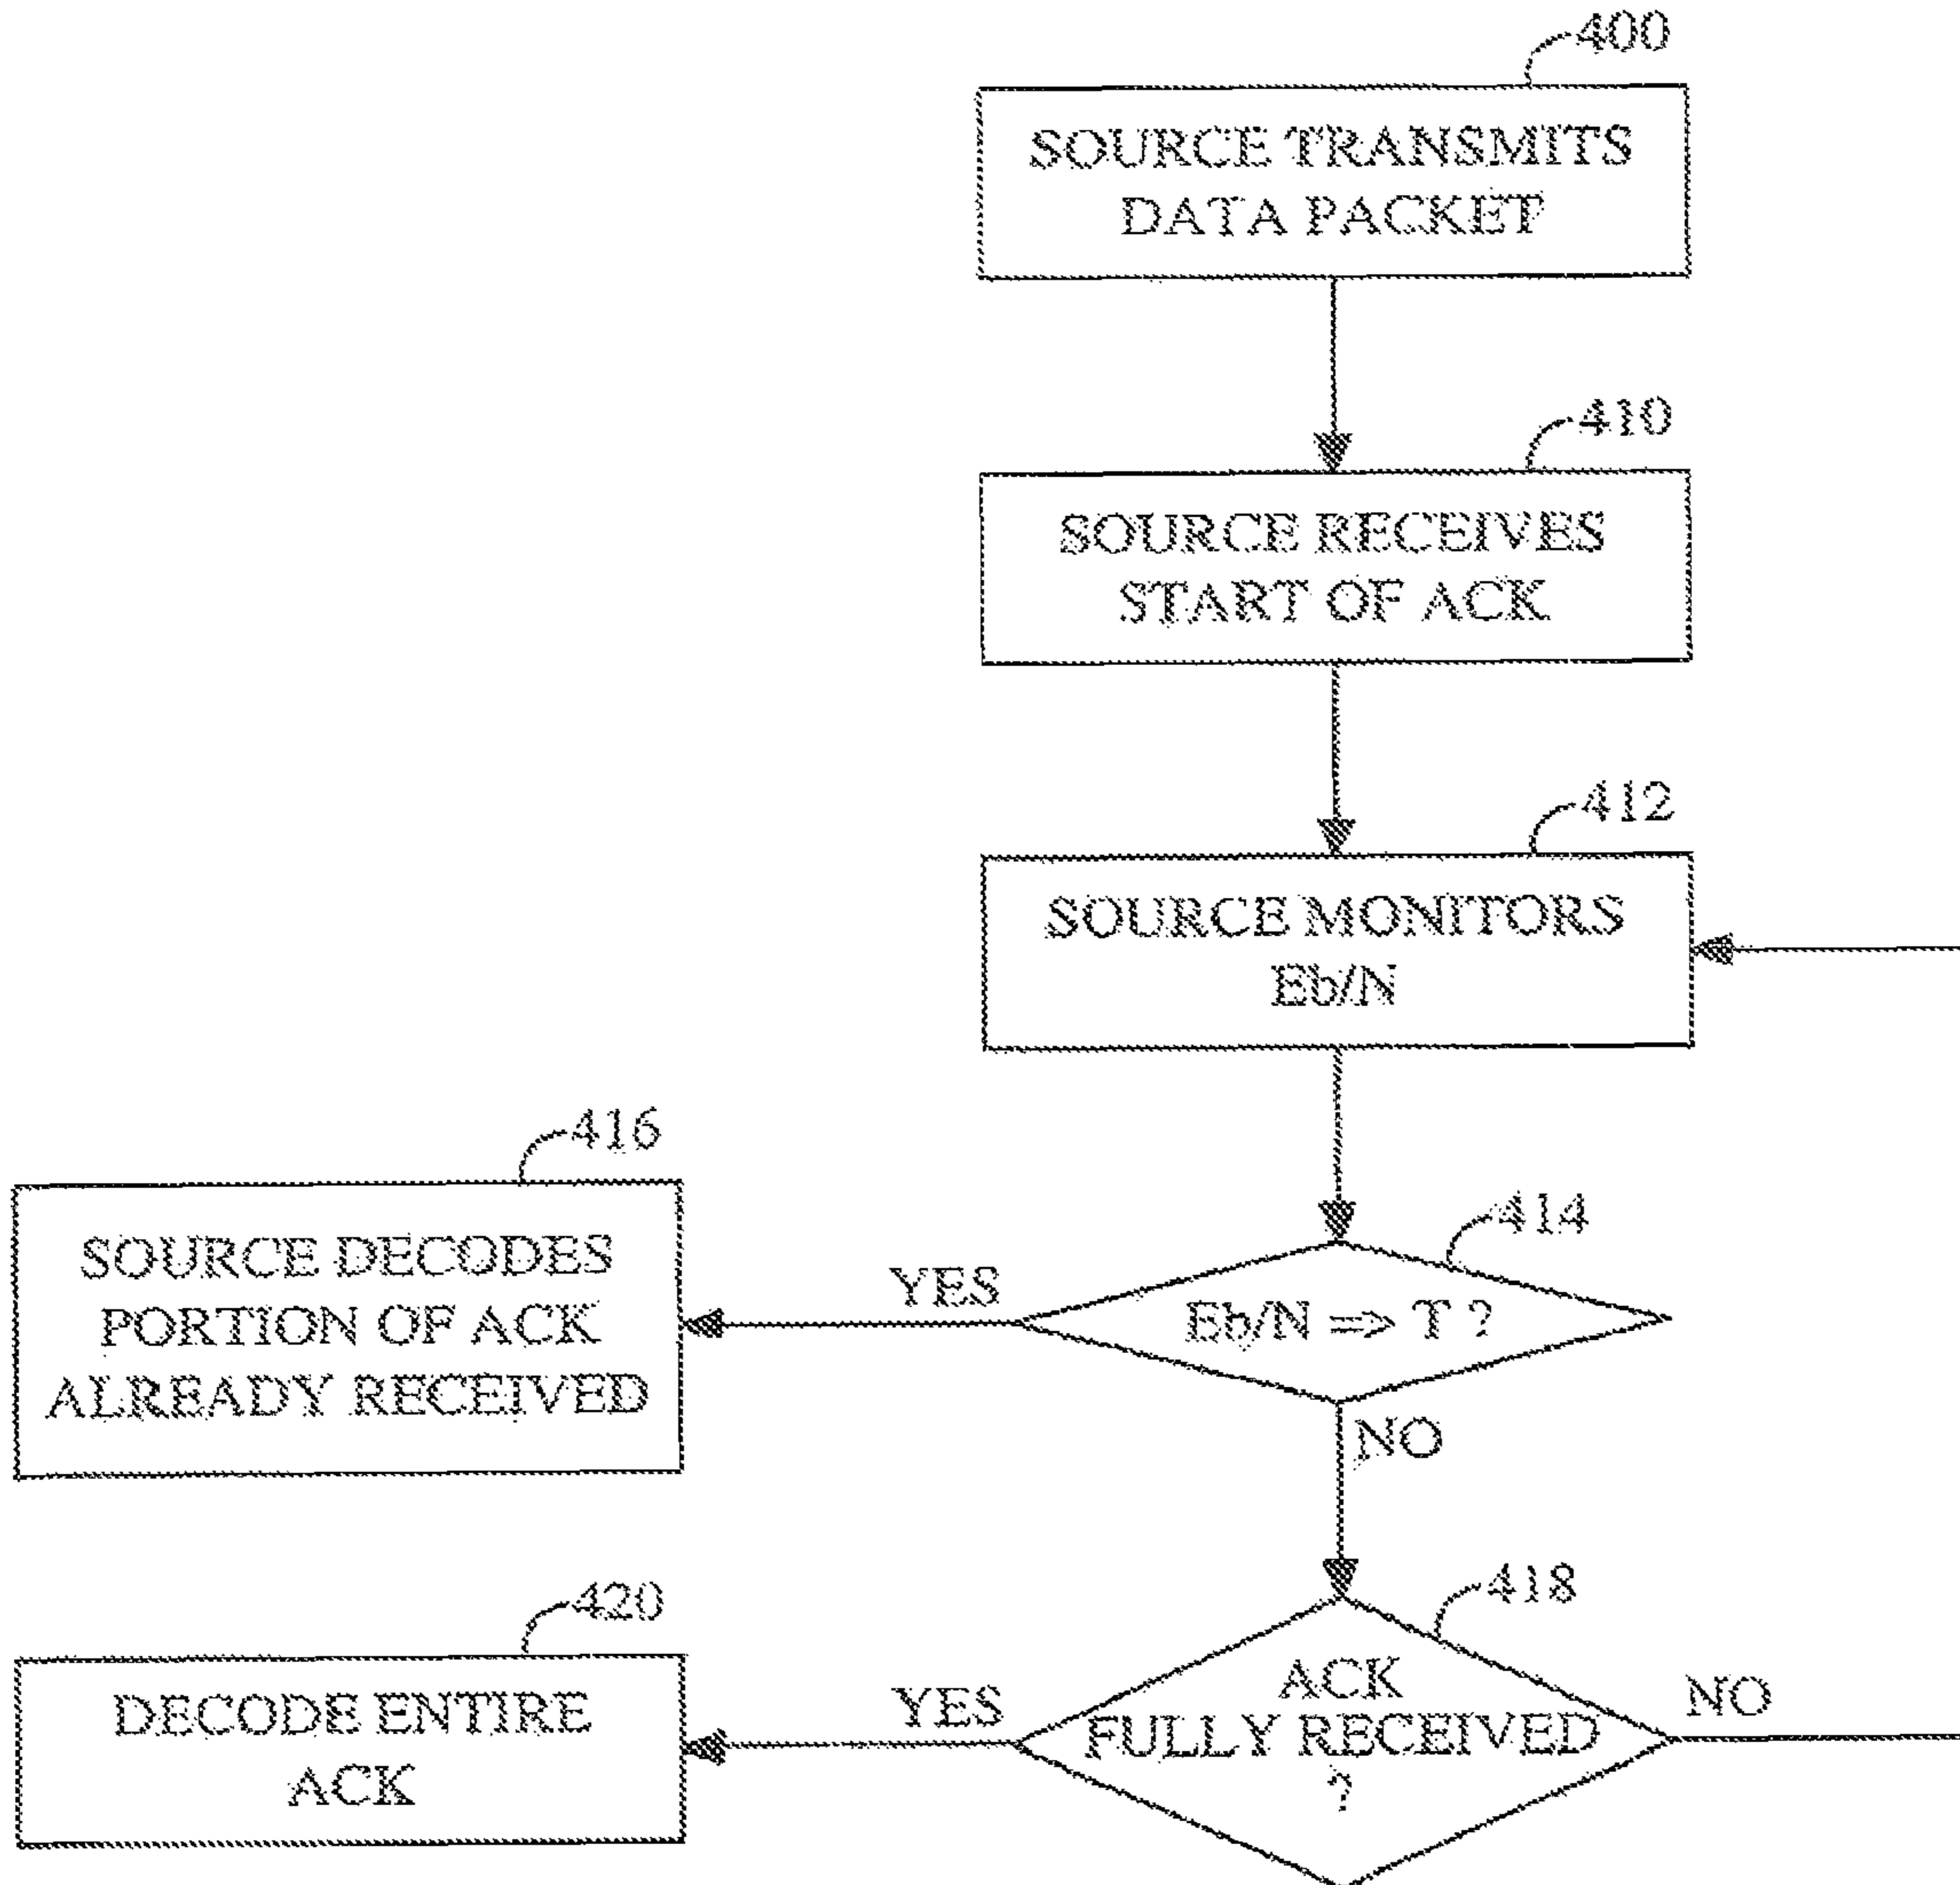 400
SOURCE TRANSMITS
DATA PACKET
410
SOURCE RECEIVES
START OF ACK
412
SOURCE MONITORS
Eb/N
414
Eb/N => T ?
YES
NO
416
SOURCE DECODES
PORTION OF ACK
ALREADY RECEIVED
418
ACK
FULLY RECEIVED
?
YES
NO
420
DECODE ENTIRE
ACK